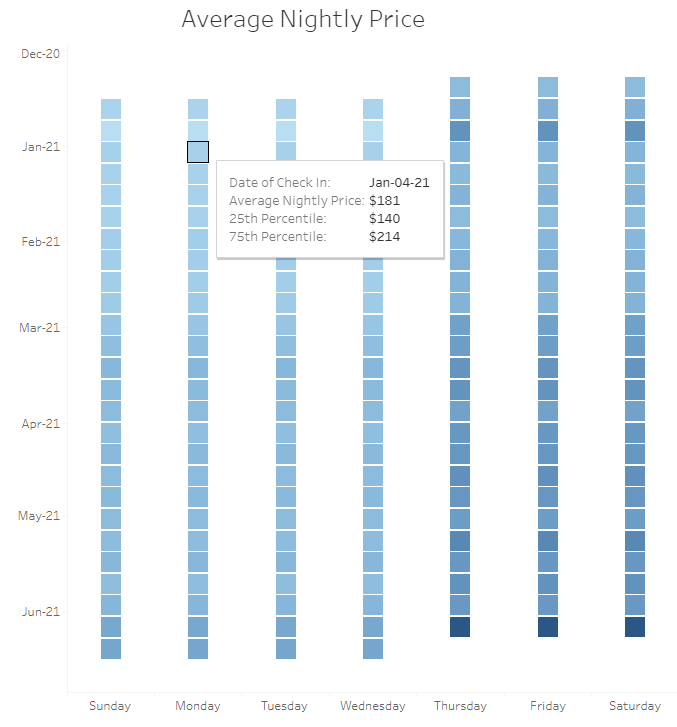 Average Nightly Price
Dec-20
Jan-21
Date of Check In: Jan-04-21
Average Nightly Price: $181
25th Percentile: $140
75th Percentile: $214
Feb-21
Mar-21
Apr-21
May-21
Jun-21
Sunday Monday Tuesday Wednesday Thursday Friday Saturday